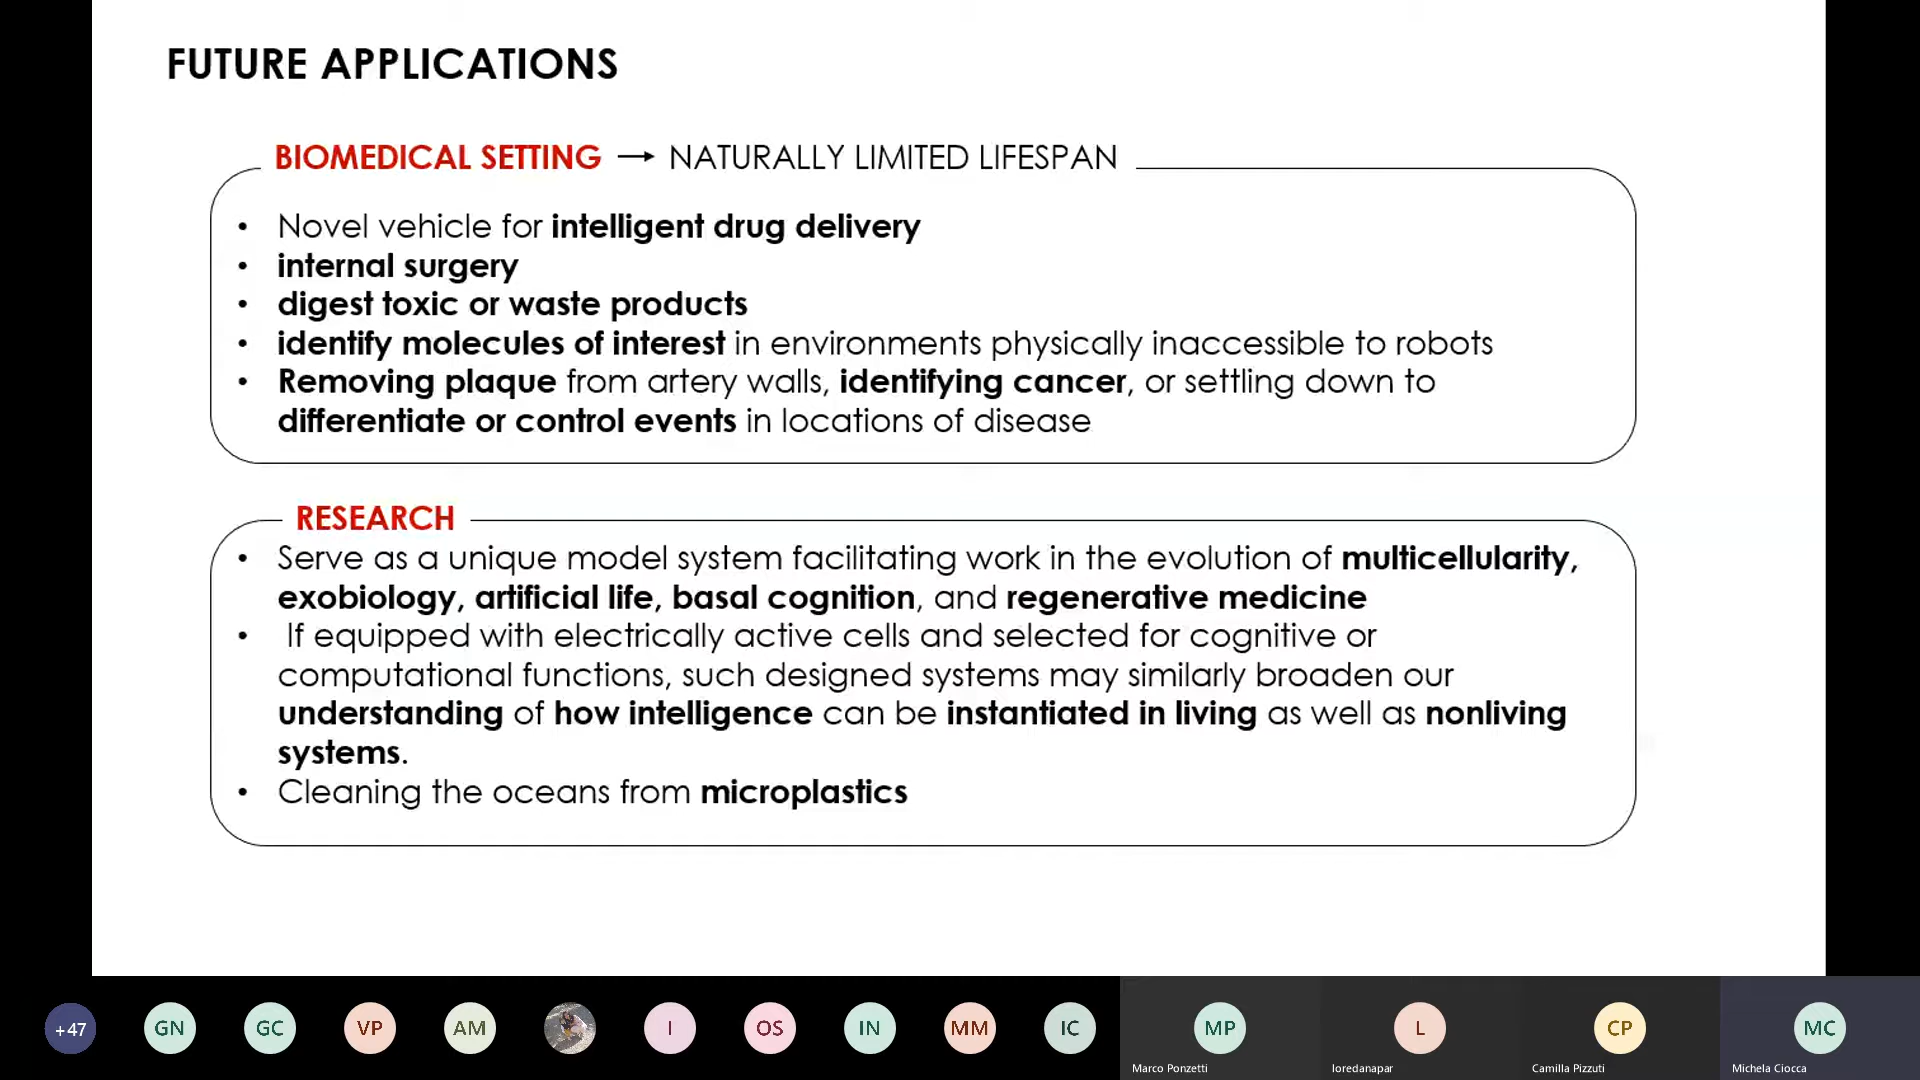 FUTURE APPLICATIONS
BIOMEDICAL SETTING → NATURALLY LIMITED LIFESPAN
• Novel vehicle for intelligent drug delivery
• internal surgery
• digest toxic or waste products
• identify molecules of interest in environments physically inaccessible to robots
• Removing plaque from artery walls, identifying cancer, or settling down to
differentiate or control events in locations of disease
RESEARCH
• Serve as a unique model system facilitating work in the evolution of multicellularity,
exobiology, artificial life, basal cognition, and regenerative medicine
• If equipped with electrically active cells and selected for cognitive or
computational functions, such designed systems may similarly broaden our
understanding of how intelligence can be instantiated in living as well as nonliving
systems.
• Cleaning the oceans from microplastics
+47 GN GC VP AM I OS IN MM IC MP L CP MC
Marco Ponzetti loredanapar Camilla Pizzuti Michela Ciocca